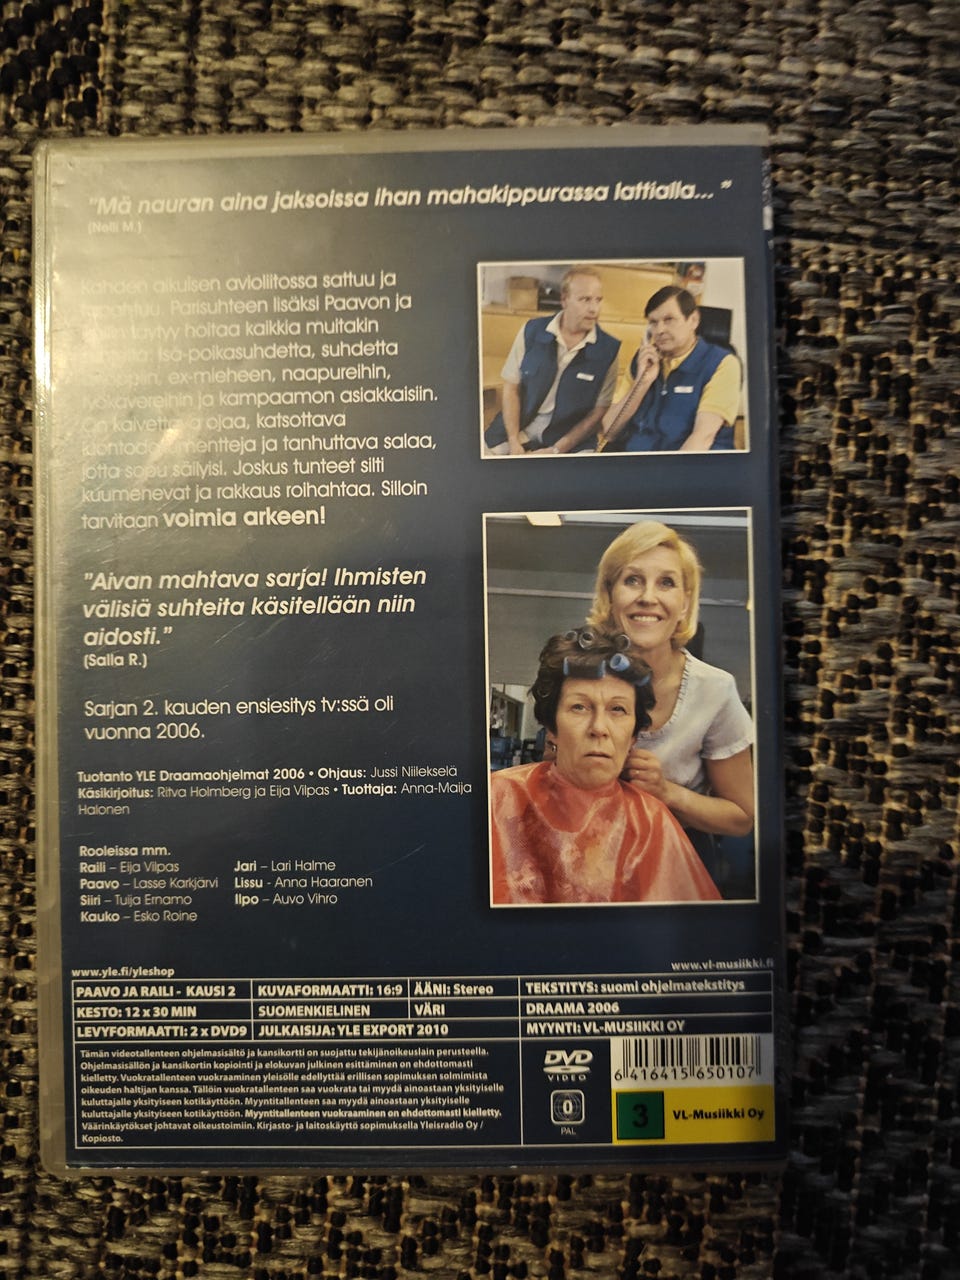 "Mä nauran aina jaksoissa ihan mahakippurassa lattialla..."
(Nelli M.)
Kahden aikuisen avioliitossa sattuu ja
Parisuhteen lisäksi Paavon ja
hoitaa kaikkia muitakin
isä-poikasuhdetta, suhdetta
ex-mieheen, naapureihin,
työkavereihin ja kampaamon asiakkaisiin.
On ojaa, katsottava
ja tanhuttava salaa,
jotta sopu säilyisi. Joskus tunteet silti
kuumenevat ja rakkaus roihahtaa. Silloin
tarvitaan voimia arkeen!
"Aivan mahtava sarja! Ihmisten
välisiä suhteita käsitellään niin
aidosti."
(Salla R.)
Sarjan 2. kauden ensiesitys tv:ssä oli
vuonna 2006.
Tuotanto YLE Draamaohjelmat 2006 • Ohjaus: Jussi Niilekselä
Käsikirjoitus: Ritva Holmberg ja Eija Vilpas • Tuottaja: Anna-Maija
Halonen
Rooleissa mm.
Raili – Eija Vilpas Jari – Lari Halme
Paavo – Lasse Karkjärvi Lissu - Anna Haaranen
Siiri – Tuija Ernamo Ilpo – Auvo Vihro
Kauko – Esko Roine
www.yle.fi/yleshop www.vl-musiikki.fi
PAAVO JA RAILI - KAUSI 2 KUVAFORMAATTI: 16:9 ÄÄNI: Stereo TEKSTITYS: suomi ohjelmatekstitys
KESTO: 12 x 30 MIN SUOMENKIELINEN VÄRI DRAAMA 2006
LEVYFORMAATTI: 2 x DVD9 JULKAISIJA: YLE EXPORT 2010 MYYNTI: VL-MUSIIKKI OY
Tämän videotallenteen ohjelmasisältö ja kansikortti on suojattu tekijänoikeuslain perusteella.
Ohjelmasisällön ja kansikortin kopiointi ja elokuvan julkinen esittäminen on ehdottomasti
kielletty. Vuokratallenteen vuokraaminen yleisölle edellyttää erillisen sopimuksen solmimista
oikeuden haltijan kanssa. Tällöin vuokratallenteet saa vuokrata tai myydä ainoastaan yksityiselle
kuluttajalle yksityiseen kotikäyttöön. Myyntitallenteen saa myydä ainoastaan yksityiselle
kuluttajalle yksityiseen kotikäyttöön. Myyntitallenteen vuokraaminen on ehdottomasti kielletty.
Väärinkäytökset johtavat oikeustoimiin. Kirjasto- ja laitoskäyttö sopimuksella Yleisradio Oy /
Kopiosto.
DVD
VIDEO
0
PAL
6 416415 650107
3 VL-Musiikki Oy